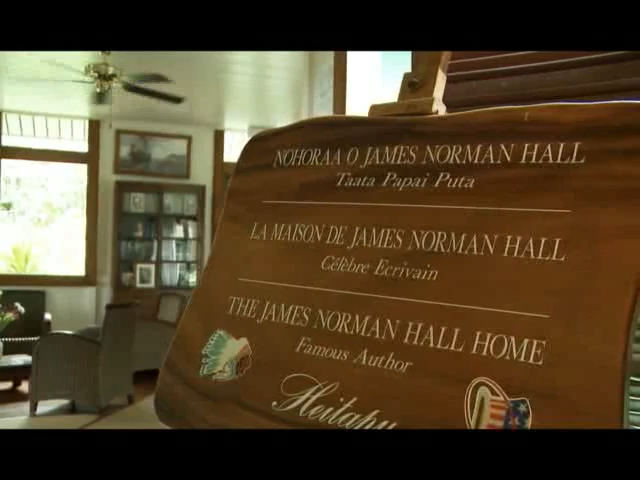 NOHORAA O JAMES NORMAN HALL
Taata Papai Puta
LA MAISON DE JAMES NORMAN HALL
Célèbre Ecrivain
THE JAMES NORMAN HALL HOME
Famous Author